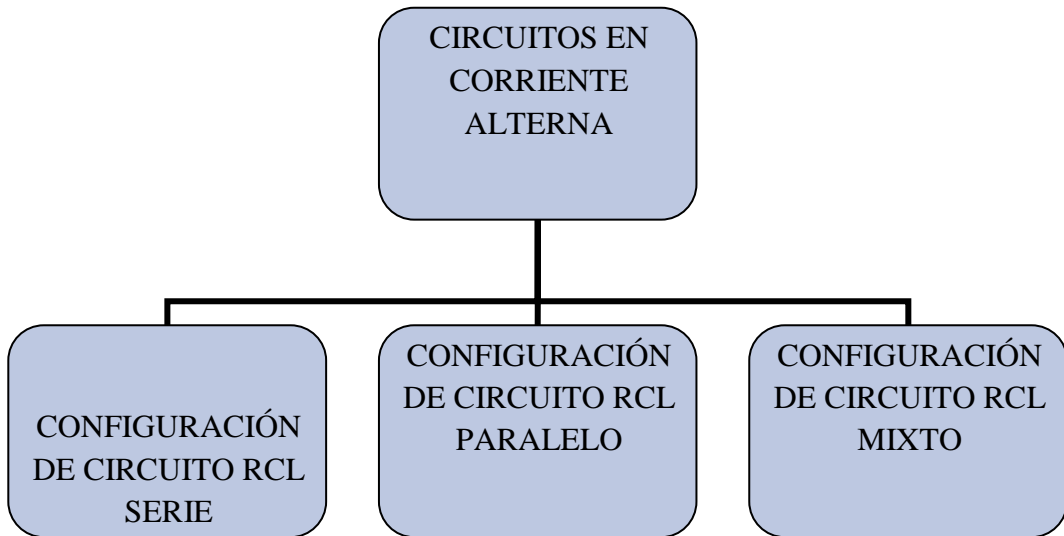 CIRCUITOS EN
CORRIENTE
ALTERNA
CONFIGURACIÓN
DE CIRCUITO RCL
SERIE
CONFIGURACIÓN
DE CIRCUITO RCL
PARALELO
CONFIGURACIÓN
DE CIRCUITO RCL
MIXTO